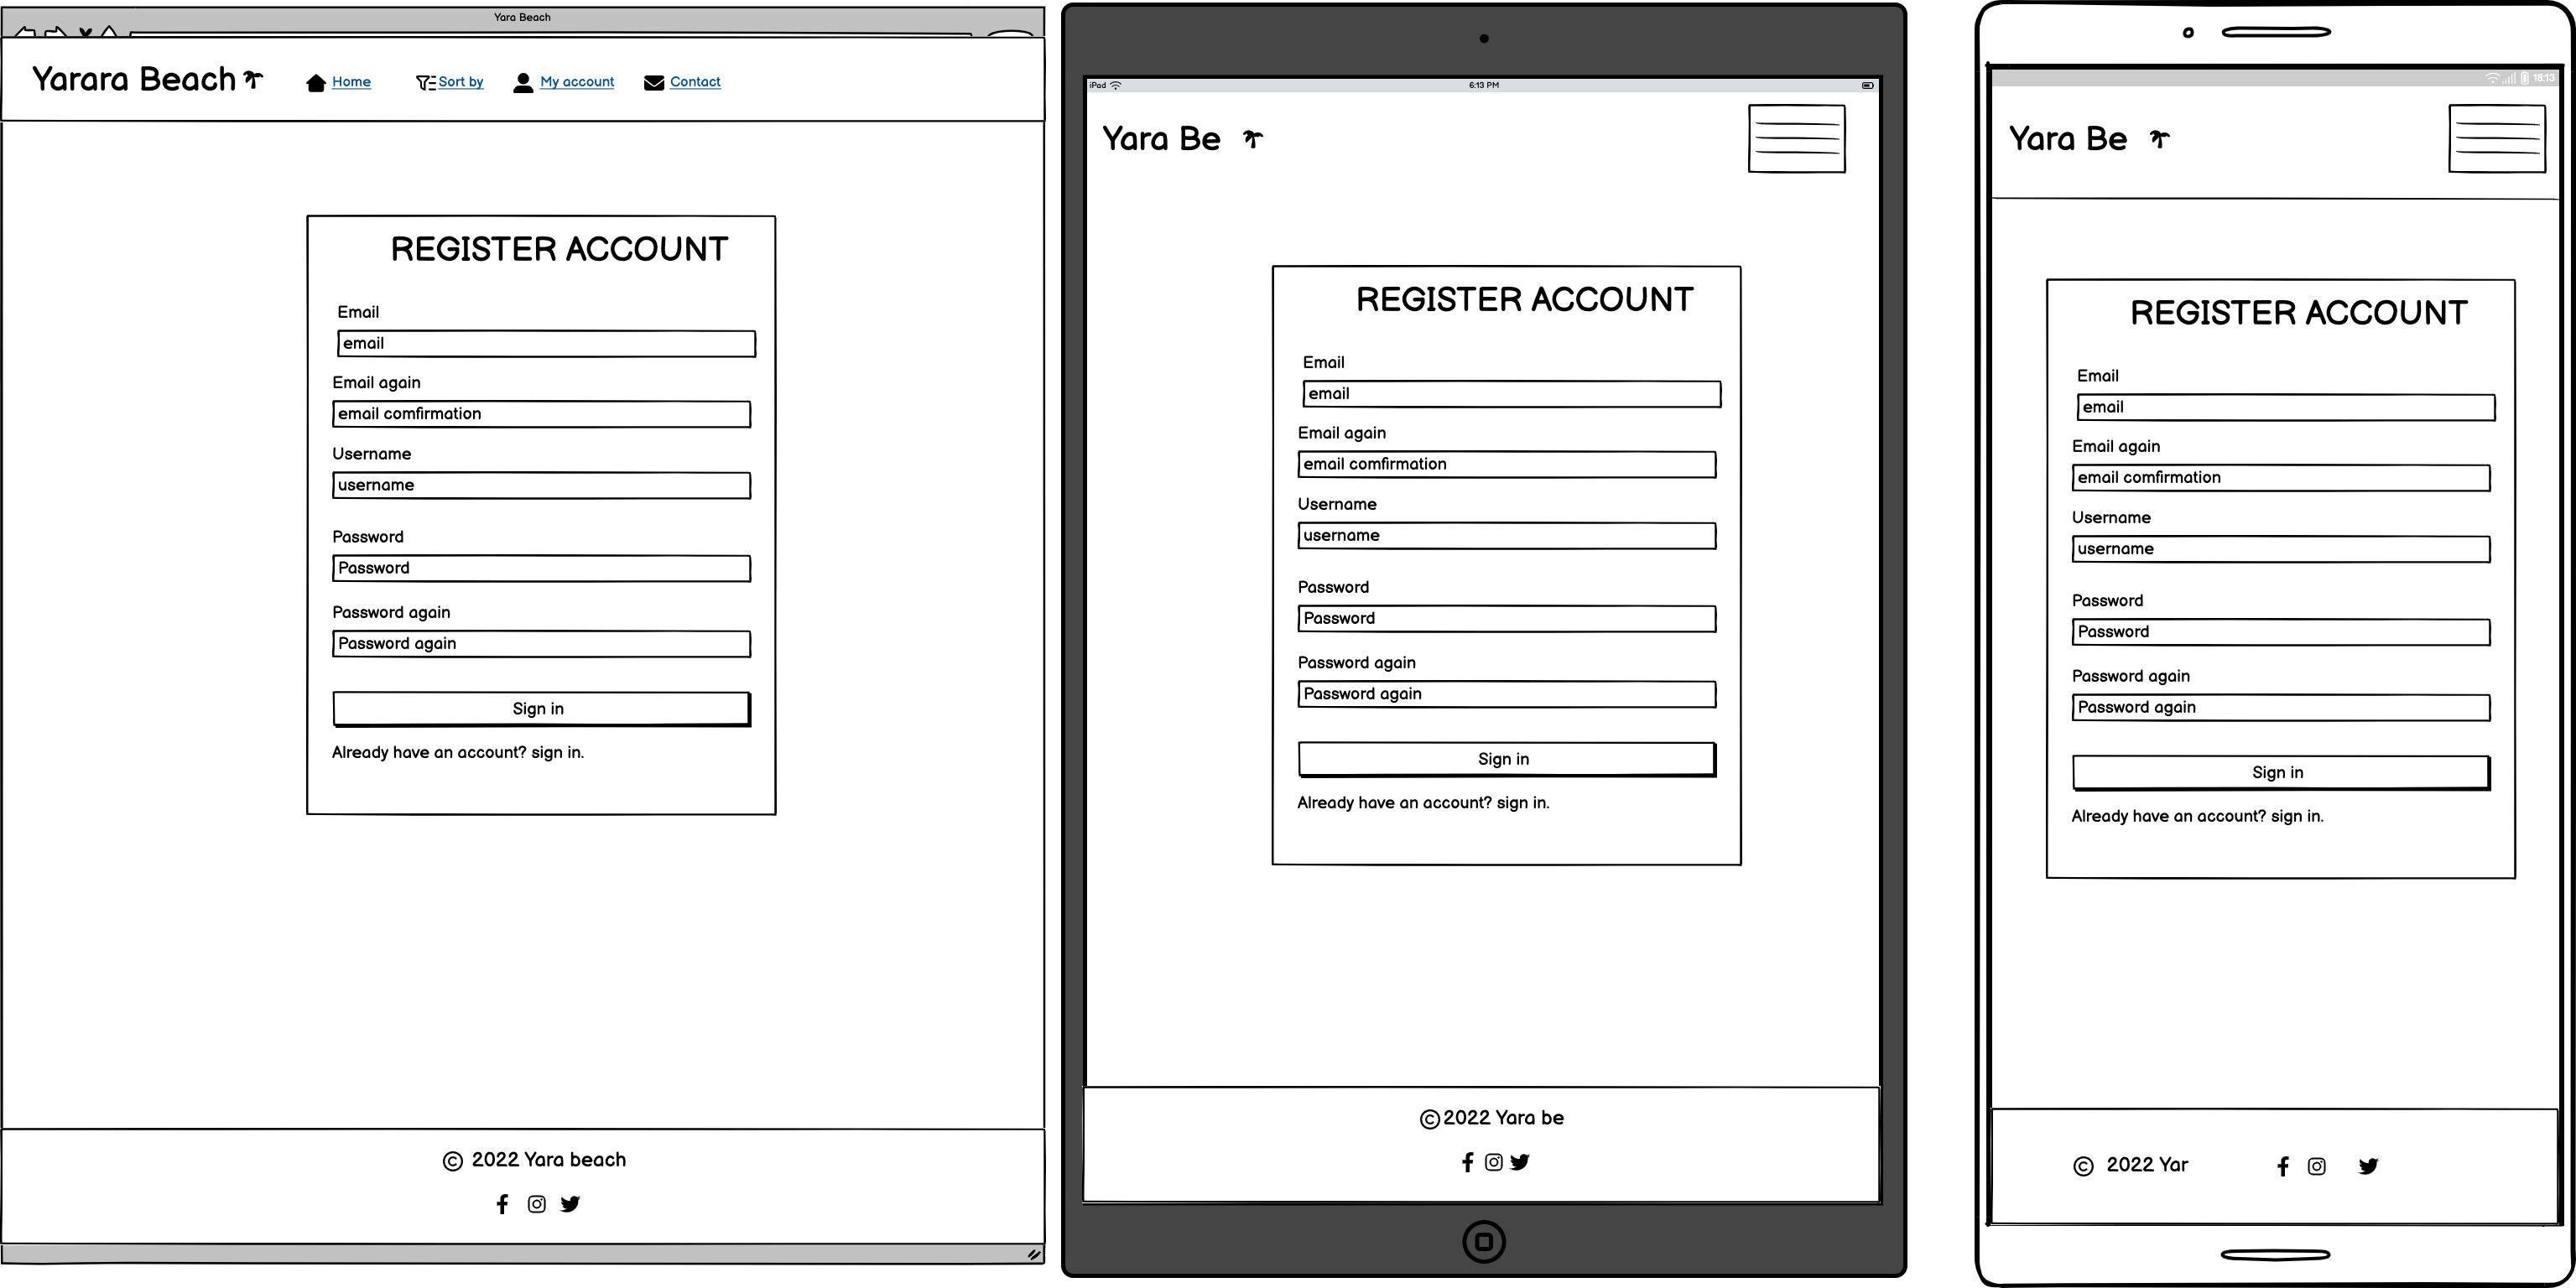 Yara Beach
Yarara Beach
Home
Sort by
My account
Contact
REGISTER ACCOUNT
Email
email
Email again
email comfirmation
Username
username
Password
Password
Password again
Password again
Sign in
Already have an account? sign in.
© 2022 Yara beach
iPad
6:13 PM
Yara Be
REGISTER ACCOUNT
Email
email
Email again
email comfirmation
Username
username
Password
Password
Password again
Password again
Sign in
Already have an account? sign in.
© 2022 Yara be
18:13
Yara Be
REGISTER ACCOUNT
Email
email
Email again
email comfirmation
Username
username
Password
Password
Password again
Password again
Sign in
Already have an account? sign in.
© 2022 Yar